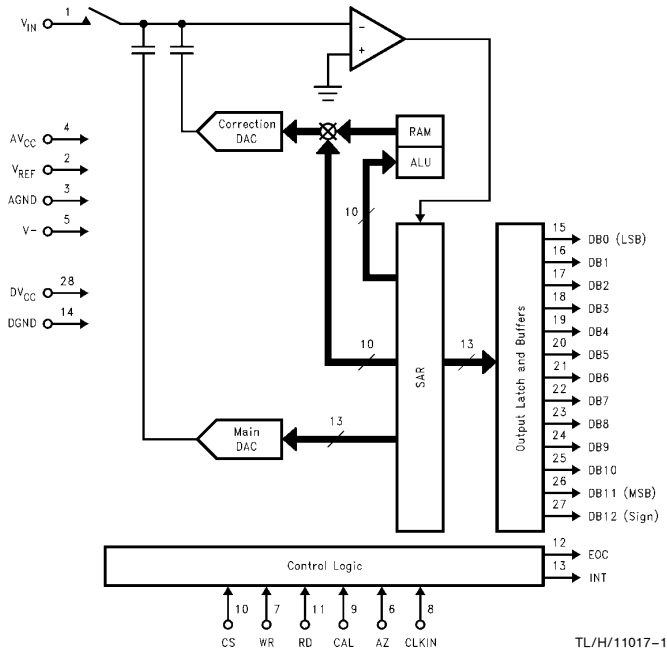 1
V_IN
−
+
Correction
DAC
RAM
ALU
4
AV_CC
2
V_REF
3
AGND
5
V−
28
DV_CC
14
DGND
10
10
13
13
SAR
Main
DAC
Output Latch and Buffers
15
DB0 (LSB)
16
DB1
17
DB2
18
DB3
19
DB4
20
DB5
21
DB6
22
DB7
23
DB8
24
DB9
25
DB10
26
DB11 (MSB)
27
DB12 (Sign)
12
EOC
13
INT
Control Logic
10 7 11 9 6 8
CS WR RD CAL AZ CLKIN
TL/H/11017–1